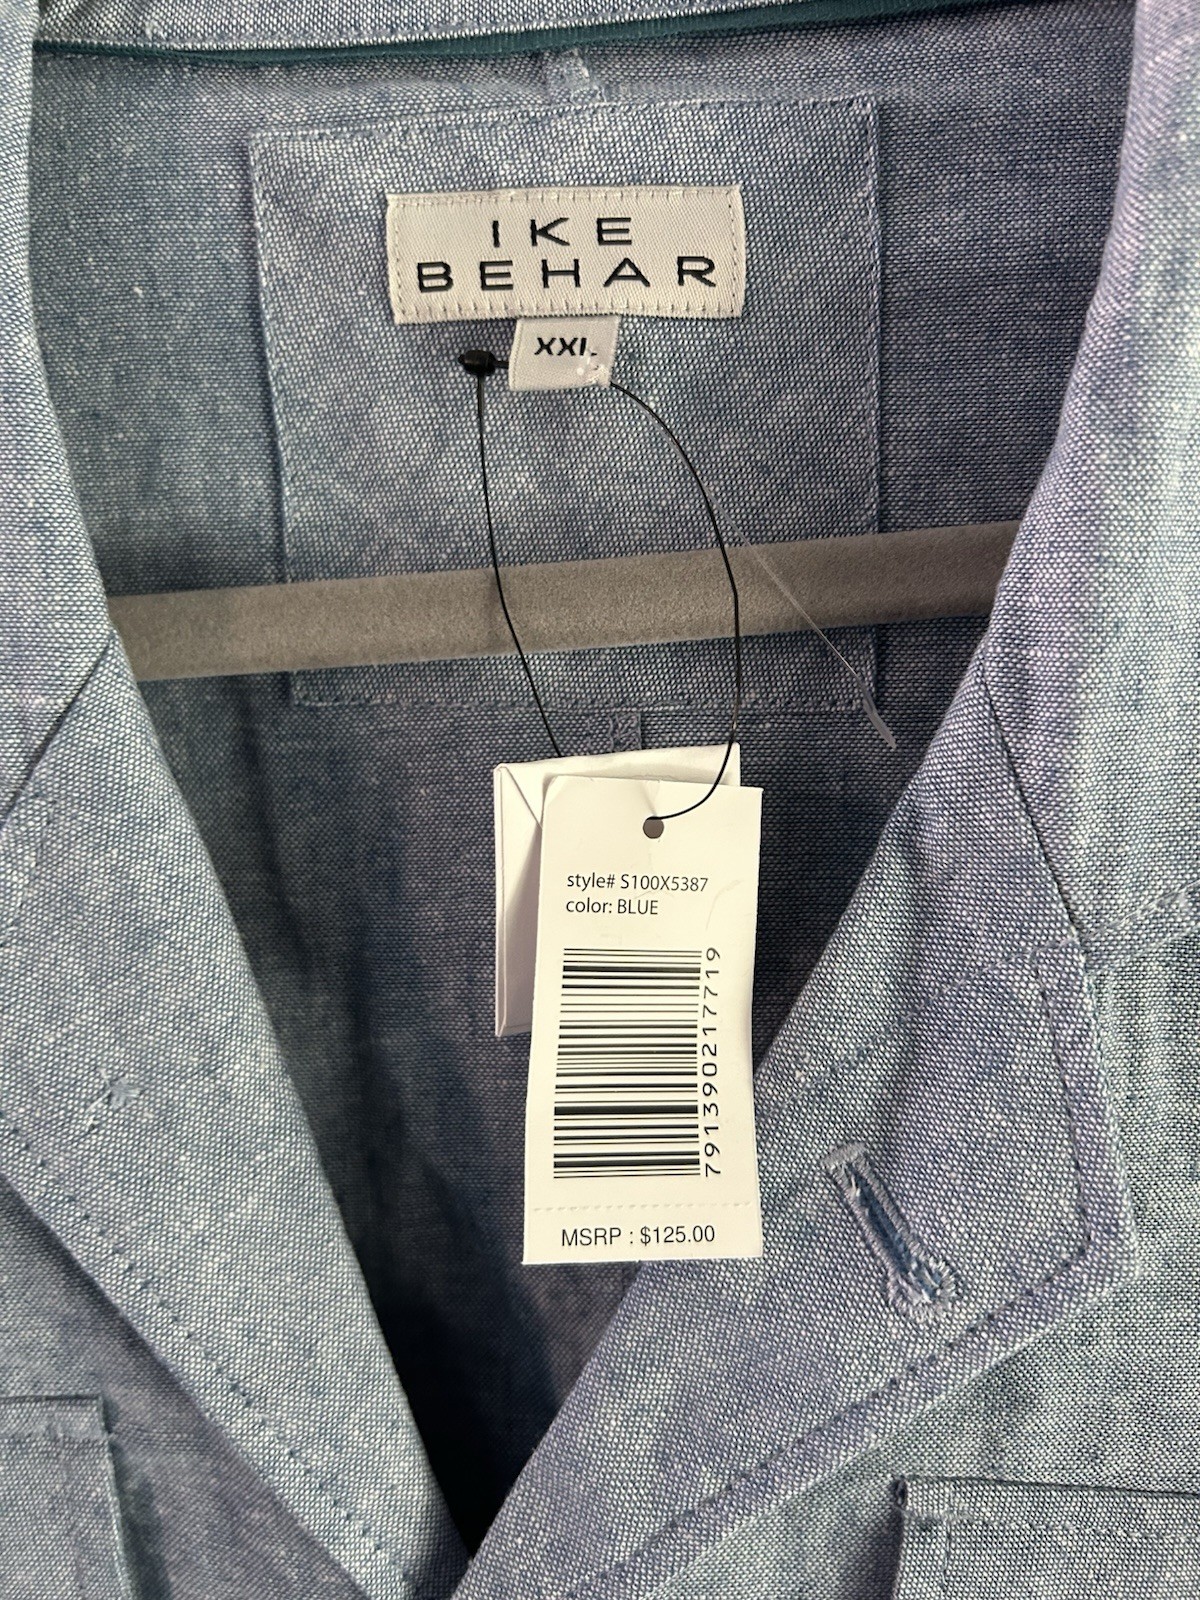 IKE
BEHAR
XXL
style# S100X5387
color: BLUE
791390217719
MSRP : $125.00